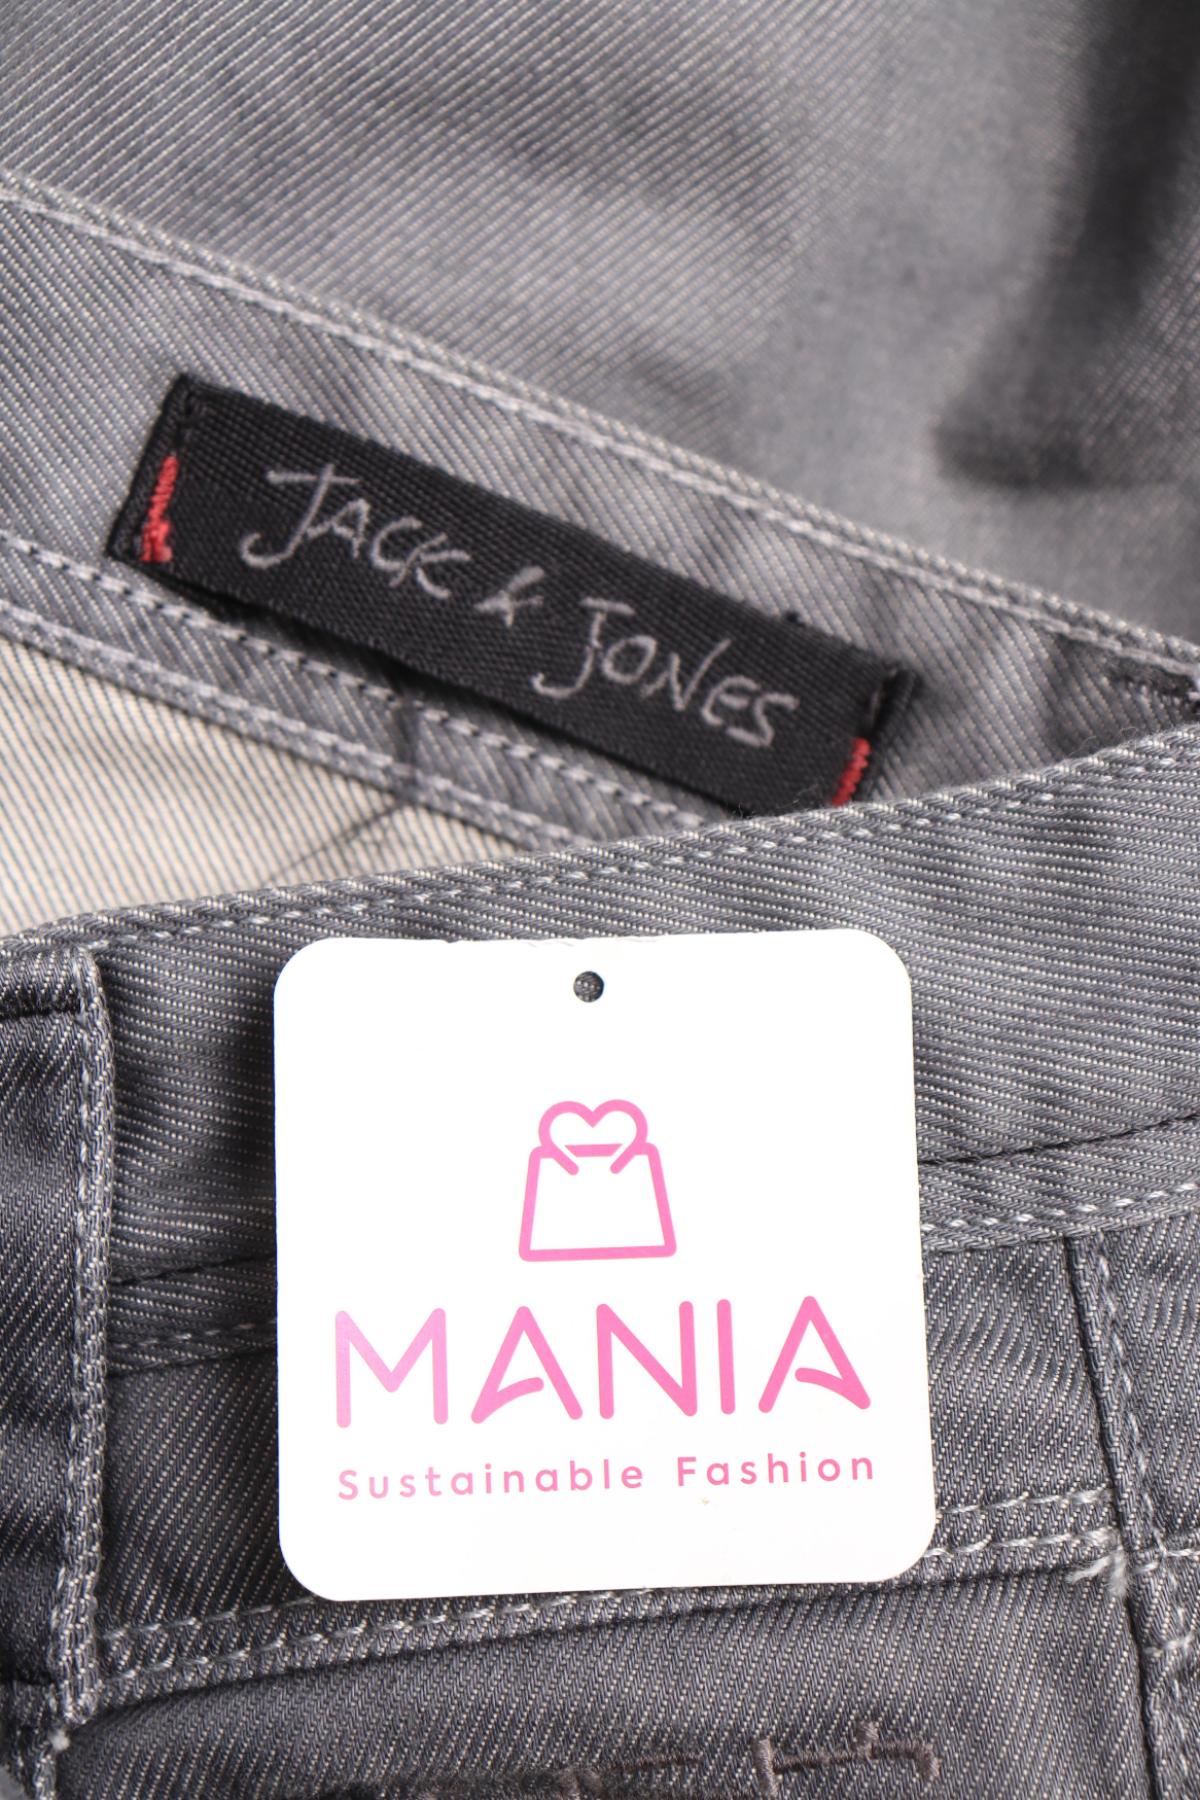 JACK & JONES
MANIA
Sustainable Fashion